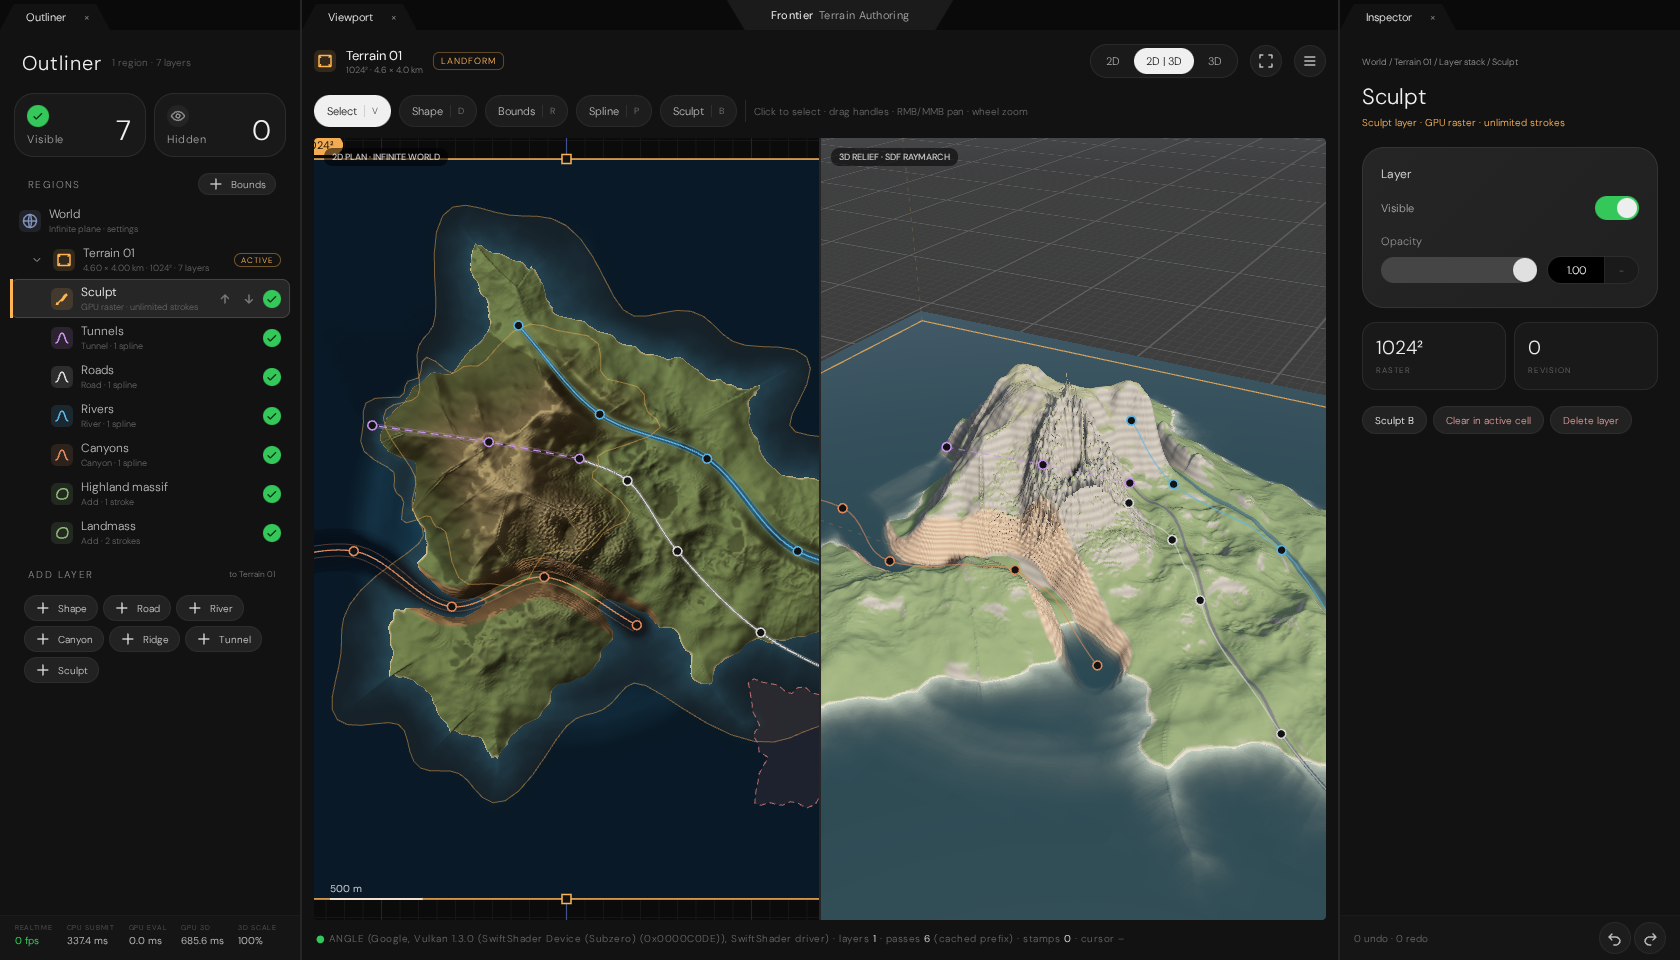 Outliner ×
Viewport ×
Frontier Terrain Authoring
Inspector ×
Outliner 1 region · 7 layers
Visible 7
Hidden 0
REGIONS
Bounds
World
Infinite plane · settings
Terrain 01
4.60 × 4.00 km · 1024² · 7 layers
ACTIVE
Sculpt
GPU raster · unlimited strokes
Tunnels
Tunnel · 1 spline
Roads
Road · 1 spline
Rivers
River · 1 spline
Canyons
Canyon · 1 spline
Highland massif
Add · 1 stroke
Landmass
Add · 2 strokes
ADD LAYER to Terrain 01
Shape Road River
Canyon Ridge Tunnel
Sculpt
REALTIME CPU SUBMIT GPU EVAL GPU 3D 3D SCALE
0 fps 337.4 ms 0.0 ms 685.6 ms 100%
Terrain 01
1024² · 4.6 × 4.0 km
LANDFORM
2D 2D | 3D 3D
Select V Shape D Bounds R Spline P Sculpt B Click to select · drag handles · RMB/MMB pan · wheel zoom
024²
2D PLAN · INFINITE WORLD
3D RELIEF · SDF RAYMARCH
500 m
ANGLE (Google, Vulkan 1.3.0 (SwiftShader Device (Subzero) (0x0000C0DE)), SwiftShader driver) · layers 1 · passes 6 (cached prefix) · stamps 0 · cursor –
World / Terrain 01 / Layer stack / Sculpt
Sculpt
Sculpt layer · GPU raster · unlimited strokes
Layer
Visible
Opacity
1.00
1024² 0
RASTER REVISION
Sculpt B Clear in active cell Delete layer
0 undo · 0 redo